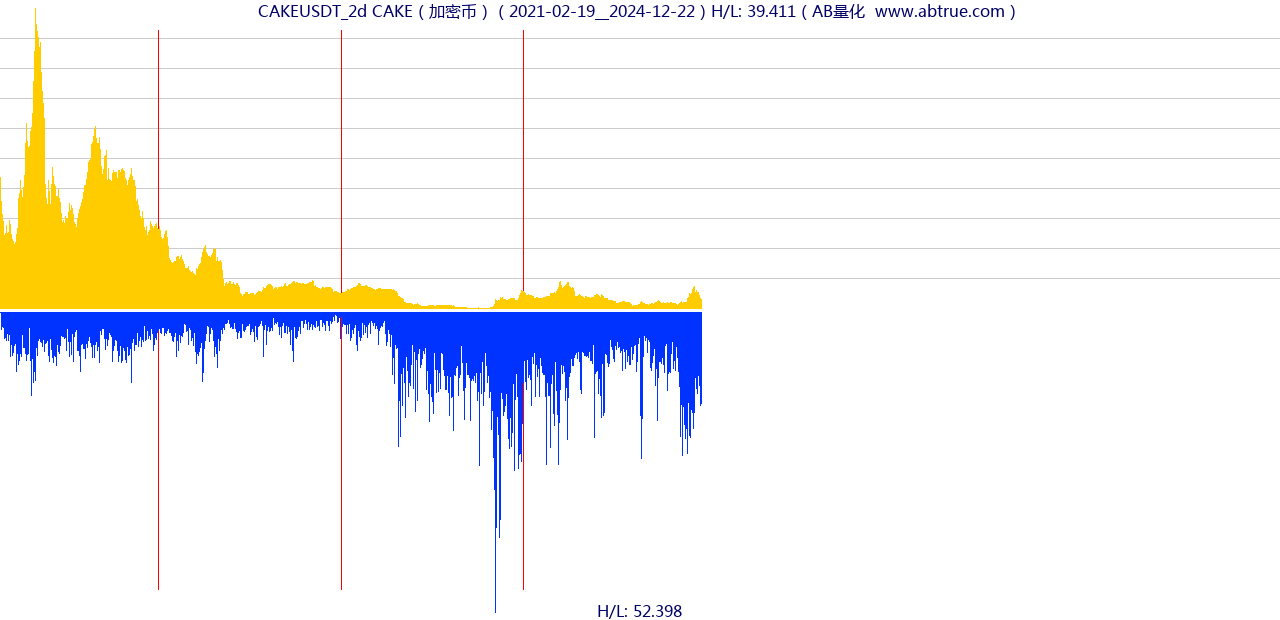 CAKEUSDT_2d CAKE ( 加密币 ) ( 2021-02-19__2024-12-22 ) H/L: 39.411 ( AB量化  www.abtrue.com )
H/L: 52.398